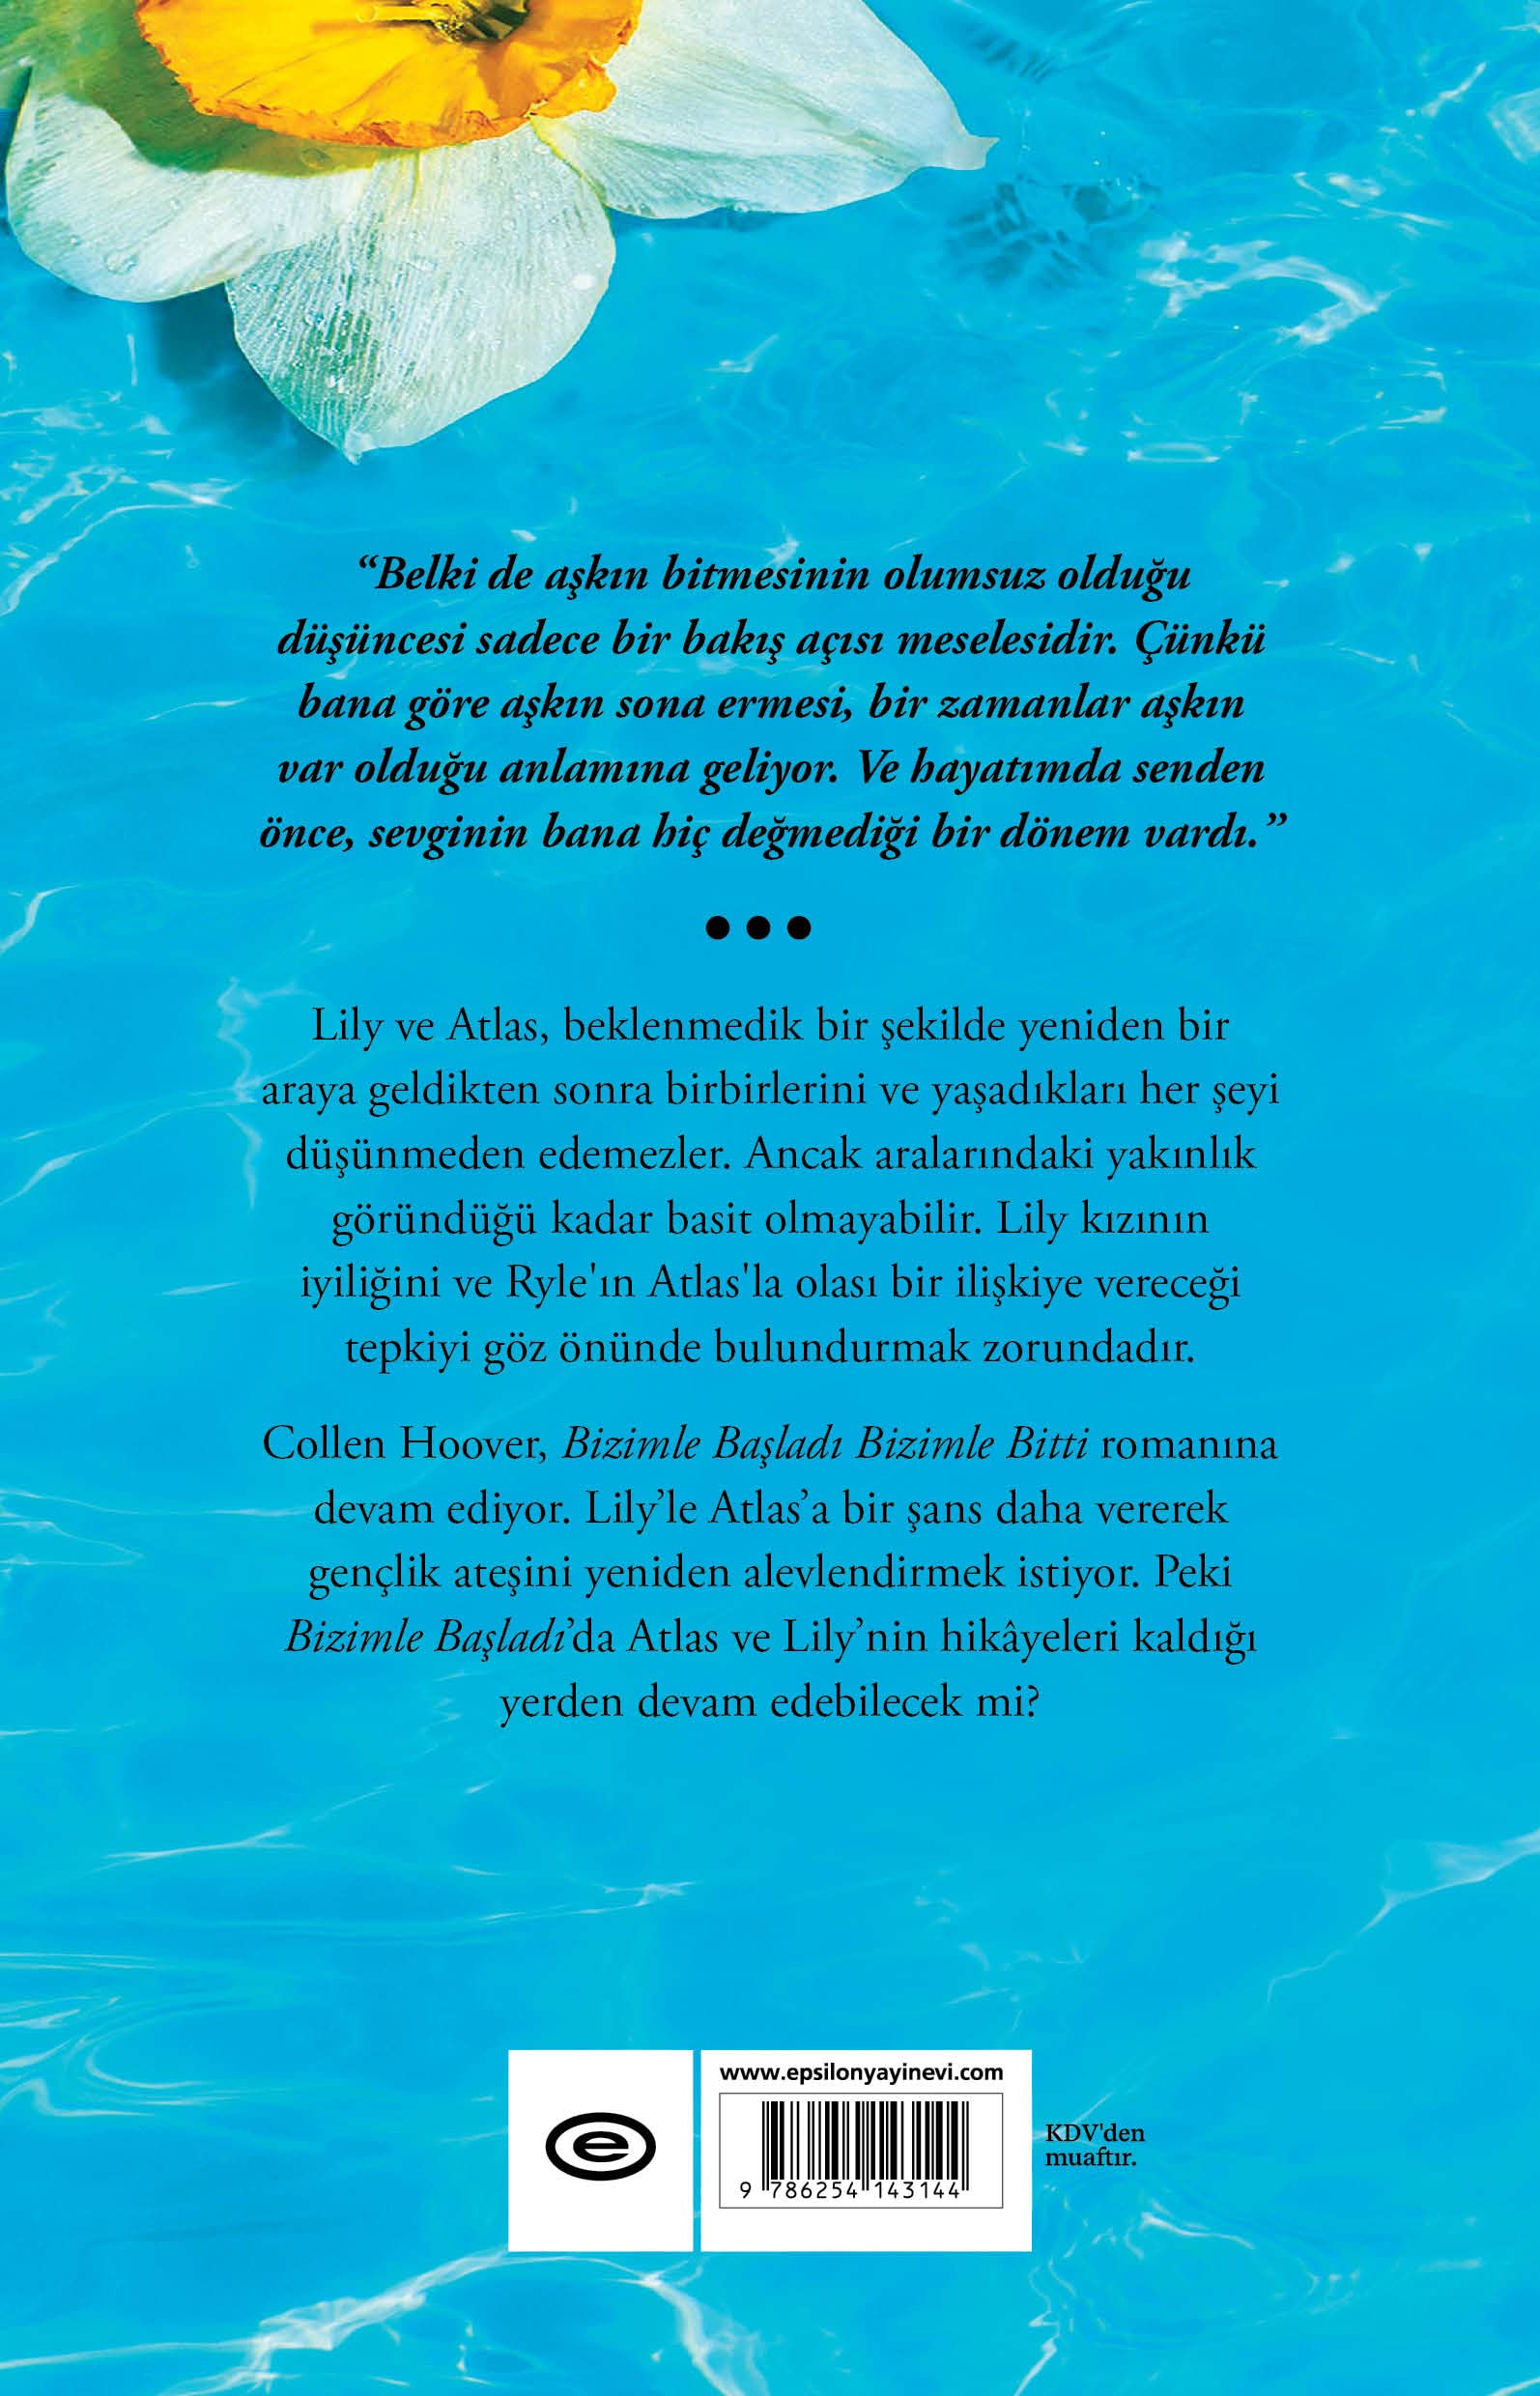 “Belki de aşkın bitmesinin olumsuz olduğu
düşüncesi sadece bir bakış açısı meselesidir. Çünkü
bana göre aşkın sona ermesi, bir zamanlar aşkın
var olduğu anlamına geliyor. Ve hayatımda senden
önce, sevginin bana hiç değmediği bir dönem vardı.”
●●●
Lily ve Atlas, beklenmedik bir şekilde yeniden bir
araya geldikten sonra birbirlerini ve yaşadıkları her şeyi
düşünmeden edemezler. Ancak aralarındaki yakınlık
göründüğü kadar basit olmayabilir. Lily kızının
iyiliğini ve Ryle'ın Atlas'la olası bir ilişkiye vereceği
tepkiyi göz önünde bulundurmak zorundadır.
Collen Hoover, Bizimle Başladı Bizimle Bitti romanına
devam ediyor. Lily’le Atlas’a bir şans daha vererek
gençlik ateşini yeniden alevlendirmek istiyor. Peki
Bizimle Başladı’da Atlas ve Lily’nin hikâyeleri kaldığı
yerden devam edebilecek mi?
www.epsilonyayinevi.com
e
9 786254 143144
KDV'den
muaftır.